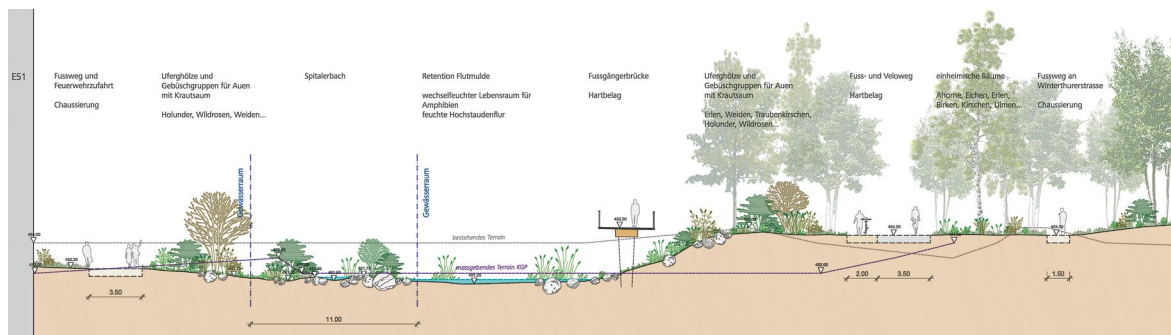 E51
Fussweg und
Feuerwehrzufahrt
Chaussierung
Uferghölze und
Gebüschgruppen für Auen
mit Krautsaum
Holunder, Wildrosen, Weiden...
Spitalerbach
Retention Flutmulde
wechselfeuchter Lebensraum für
Amphibien
feuchte Hochstaudenflur
Fussgängerbrücke
Hartbelag
Uferghölze und
Gebüschgruppen für Auen
mit Krautsaum
Erlen, Weiden, Traubenkirschen,
Holunder, Wildrosen...
Fuss- und Veloweg
Hartbelag
einheimische Bäume
Ahorne, Eichen, Erlen,
Birken, Kirschen, Ulmen...
Fussweg an
Winterthurerstrasse
Chaussierung
Gewässerraum
Gewässerraum
bestehendes Terrain
massgebendes Terrain KGP
3.50
11.00
2.00
3.50
1.50